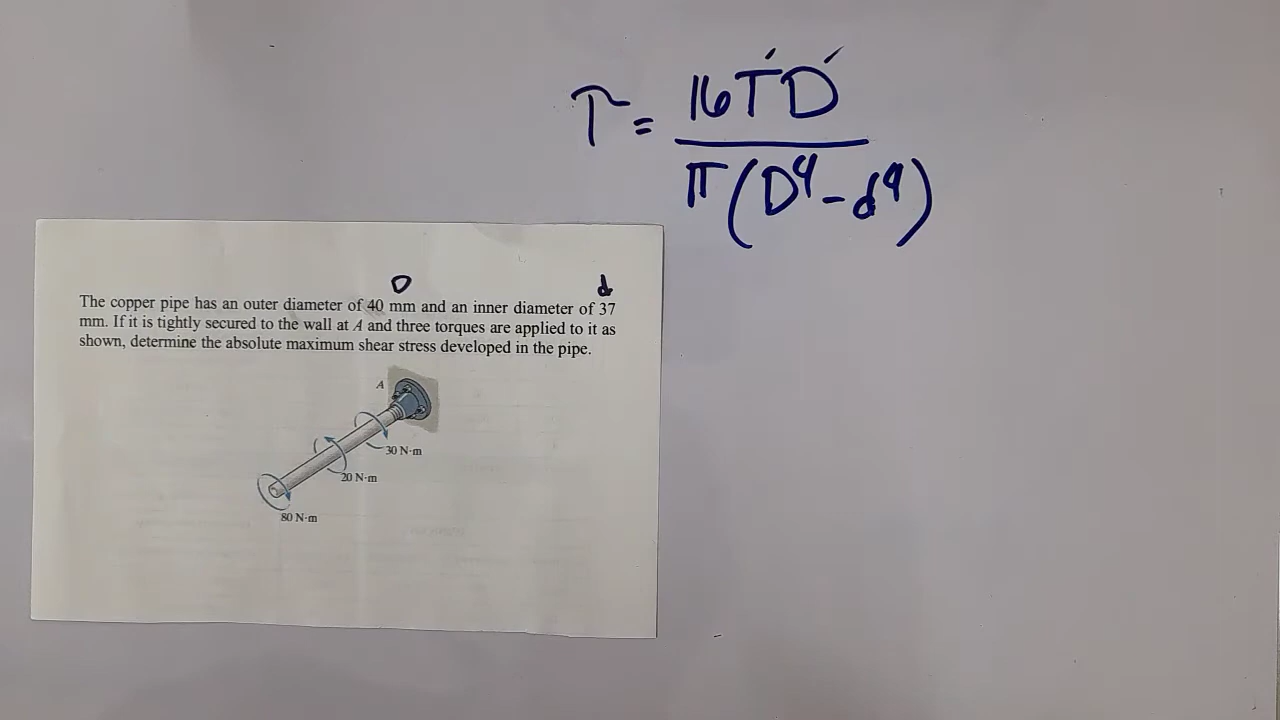 τ = 16TD
π(D⁴-d⁴)
D d
The copper pipe has an outer diameter of 40 mm and an inner diameter of 37
mm. If it is tightly secured to the wall at A and three torques are applied to it as
shown, determine the absolute maximum shear stress developed in the pipe.
A
30 N·m
20 N·m
80 N·m